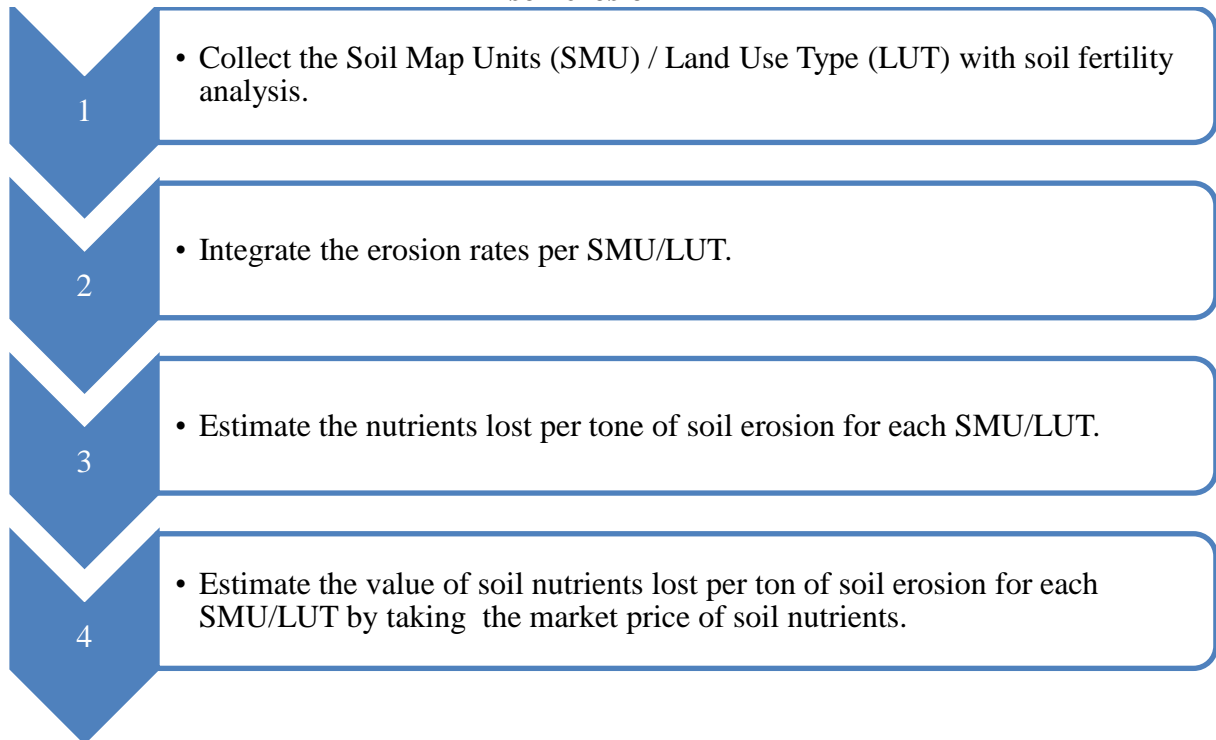 1
• Collect the Soil Map Units (SMU) / Land Use Type (LUT) with soil fertility
analysis.
2
• Integrate the erosion rates per SMU/LUT.
3
• Estimate the nutrients lost per tone of soil erosion for each SMU/LUT.
4
• Estimate the value of soil nutrients lost per ton of soil erosion for each
SMU/LUT by taking the market price of soil nutrients.